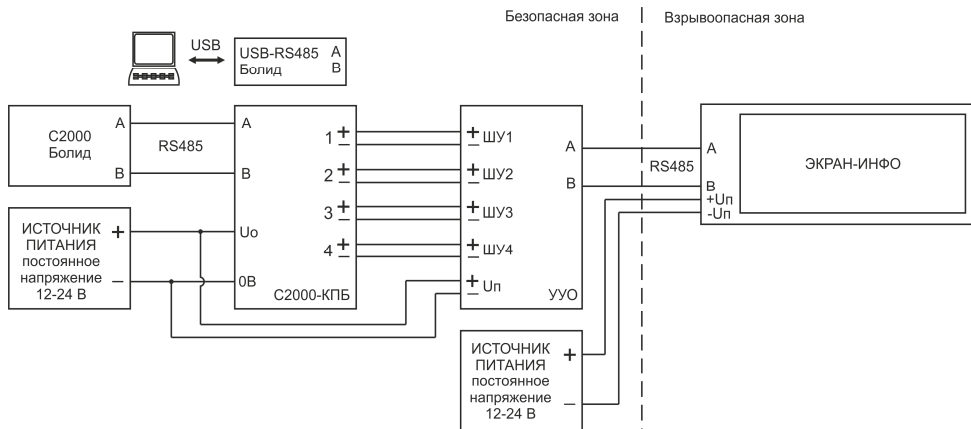 Безопасная зона
Взрывоопасная зона
USB
USB-RS485 A
Болид B
С2000
Болид
A
B
RS485
A
B
Uo
0В
1 + −
2 + −
3 + −
4 + −
С2000-КПБ
+ − ШУ1
+ − ШУ2
+ − ШУ3
+ − ШУ4
+ − Uп
A
B
УУО
RS485
A
B
+Uп
-Uп
ЭКРАН-ИНФО
ИСТОЧНИК
ПИТАНИЯ
постоянное
напряжение
12-24 В
+
−
ИСТОЧНИК
ПИТАНИЯ
постоянное
напряжение
12-24 В
+
−